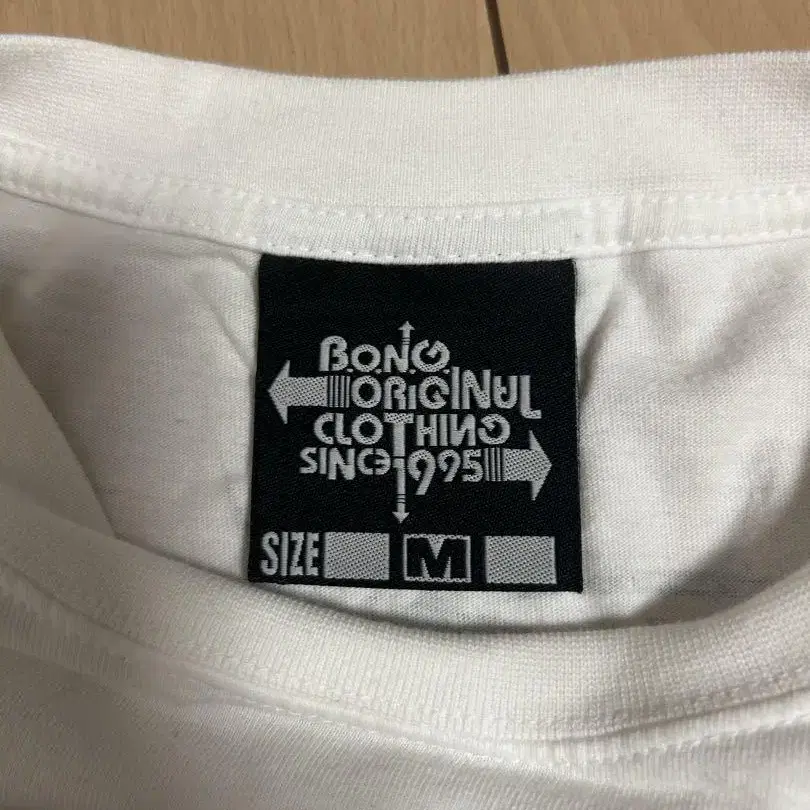 B.O.N.G.
ORIGINAL
CLOTHING
SINCE 1995
SIZE M